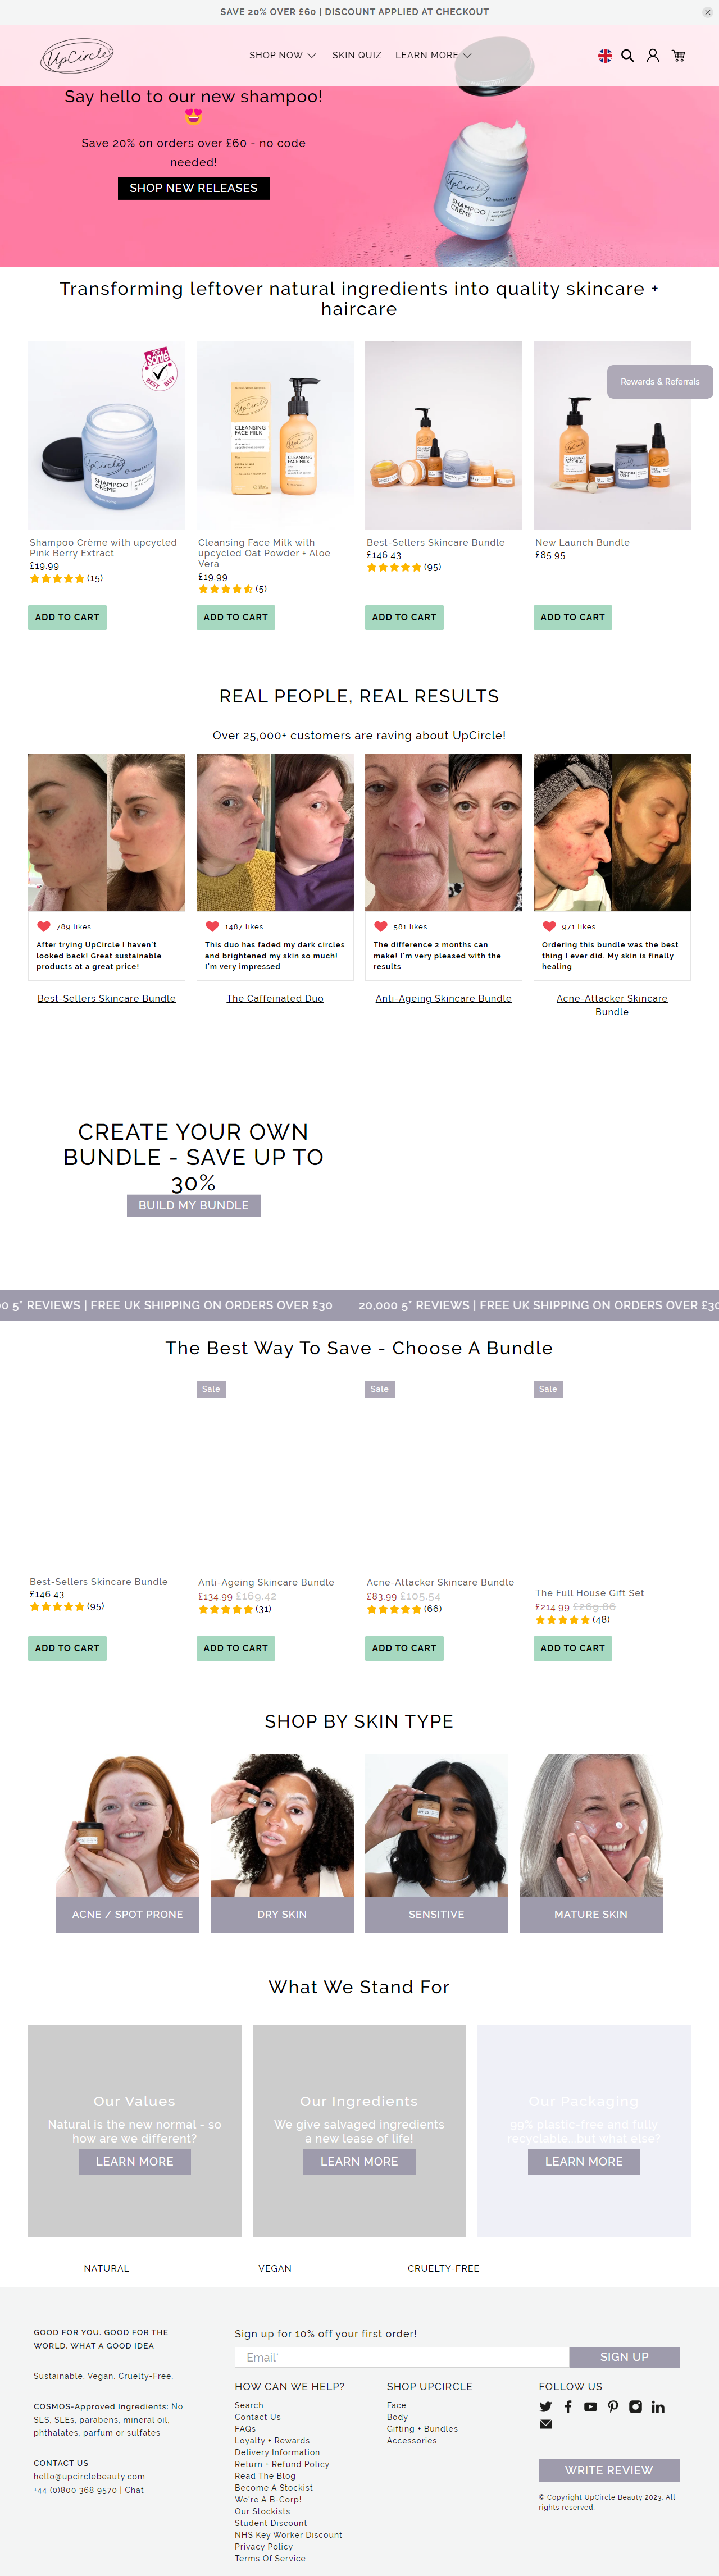 SAVE 20% OVER £60 | DISCOUNT APPLIED AT CHECKOUT
UpCircle
SHOP NOW
SKIN QUIZ
LEARN MORE
Say hello to our new shampoo!
😍
Save 20% on orders over £60 - no code
needed!
SHOP NEW RELEASES
UpCircle
SHAMPOO
CRÈME
Transforming leftover natural ingredients into quality skincare +
haircare
Santé
BEST BUY
UpCircle
SHAMPOO
CRÈME
UpCircle
CLEANSING
FACE MILK
UpCircle
CLEANSING
FACE MILK
Rewards & Referrals
Shampoo Crème with upcycled
Pink Berry Extract
£19.99
(15)
ADD TO CART
Cleansing Face Milk with
upcycled Oat Powder + Aloe
Vera
£19.99
(5)
ADD TO CART
Best-Sellers Skincare Bundle
£146.43
(95)
ADD TO CART
New Launch Bundle
£85.95
ADD TO CART
REAL PEOPLE, REAL RESULTS
Over 25,000+ customers are raving about UpCircle!
789 likes
After trying UpCircle I haven't
looked back! Great sustainable
products at a great price!
Best-Sellers Skincare Bundle
1487 likes
This duo has faded my dark circles
and brightened my skin so much!
I'm very impressed
The Caffeinated Duo
581 likes
The difference 2 months can
make! I'm very pleased with the
results
Anti-Ageing Skincare Bundle
971 likes
Ordering this bundle was the best
thing I ever did. My skin is finally
healing
Acne-Attacker Skincare
Bundle
CREATE YOUR OWN
BUNDLE - SAVE UP TO
30%
BUILD MY BUNDLE
00 5* REVIEWS | FREE UK SHIPPING ON ORDERS OVER £30 20,000 5* REVIEWS | FREE UK SHIPPING ON ORDERS OVER £30
The Best Way To Save - Choose A Bundle
Best-Sellers Skincare Bundle
£146.43
(95)
ADD TO CART
Sale
Anti-Ageing Skincare Bundle
£134.99 £169.42
(31)
ADD TO CART
Sale
Acne-Attacker Skincare Bundle
£83.99 £105.54
(66)
ADD TO CART
Sale
The Full House Gift Set
£214.99 £269.86
(48)
ADD TO CART
SHOP BY SKIN TYPE
ACNE / SPOT PRONE
DRY SKIN
SENSITIVE
MATURE SKIN
What We Stand For
Our Values
Natural is the new normal - so
how are we different?
LEARN MORE
Our Ingredients
We give salvaged ingredients
a new lease of life!
LEARN MORE
Our Packaging
99% plastic-free and fully
recyclable...but what else?
LEARN MORE
NATURAL
VEGAN
CRUELTY-FREE
GOOD FOR YOU. GOOD FOR THE
WORLD. WHAT A GOOD IDEA
Sustainable. Vegan. Cruelty-Free.
COSMOS-Approved Ingredients: No
SLS, SLEs, parabens, mineral oil,
phthalates, parfum or sulfates
CONTACT US
hello@upcirclebeauty.com
+44 (0)800 368 9570 | Chat
Sign up for 10% off your first order!
Email*
SIGN UP
HOW CAN WE HELP?
Search
Contact Us
FAQs
Loyalty + Rewards
Delivery Information
Return + Refund Policy
Read The Blog
Become A Stockist
We're A B-Corp!
Our Stockists
Student Discount
NHS Key Worker Discount
Privacy Policy
Terms Of Service
SHOP UPCIRCLE
Face
Body
Gifting + Bundles
Accessories
FOLLOW US
WRITE REVIEW
© Copyright UpCircle Beauty 2023. All
rights reserved.